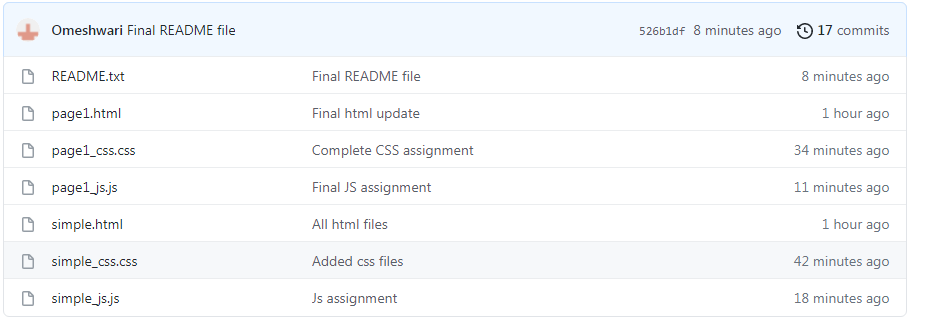 Omeshwari Final README file 526b1df 8 minutes ago 17 commits
README.txt Final README file 8 minutes ago
page1.html Final html update 1 hour ago
page1_css.css Complete CSS assignment 34 minutes ago
page1_js.js Final JS assignment 11 minutes ago
simple.html All html files 1 hour ago
simple_css.css Added css files 42 minutes ago
simple_js.js Js assignment 18 minutes ago